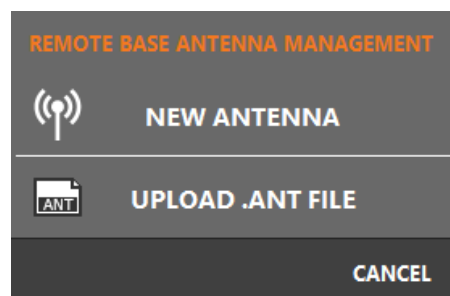 REMOTE BASE ANTENNA MANAGEMENT
NEW ANTENNA
ANT
UPLOAD .ANT FILE
CANCEL